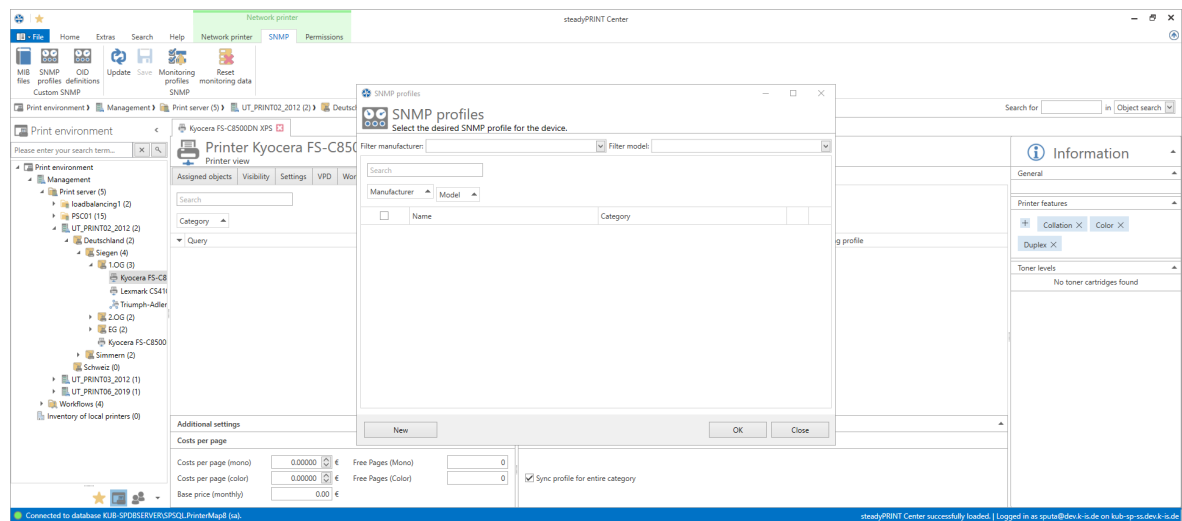 Network printer
steadyPRINT Center
File Home Extras Search Help Network printer SNMP Permissions
MIB files
SNMP profiles
OID definitions
Update
Save
Monitoring profiles
Reset monitoring data
Custom SNMP
SNMP
Print environment Management Print server (5) UT_PRINT02_2012 (2)
Search for in Object search
Print environment
Please enter your search term...
Print environment
Management
Print server (5)
loadbalancing1 (2)
PSC01 (15)
UT_PRINT02_2012 (2)
Deutschland (2)
Siegen (4)
1.OG (3)
Kyocera FS-C8
Lexmark CS41
Triumph-Adler
2.OG (2)
EG (2)
Kyocera FS-C8500
Simmern (2)
Schweiz (0)
UT_PRINT03_2012 (1)
UT_PRINT06_2019 (1)
Workflows (4)
Inventory of local printers (0)
Kyocera FS-C8500DN XPS
Printer Kyocera FS-C850
Printer view
Assigned objects Visibility Settings VPD Wor
Search
Category
Query
g profile
SNMP profiles
SNMP profiles
Select the desired SNMP profile for the device.
Filter manufacturer: Filter model:
Search
Manufacturer Model
Name Category
New OK Close
Additional settings
Costs per page
Costs per page (mono) 0.00000 € Free Pages (Mono) 0
Costs per page (color) 0.00000 € Free Pages (Color) 0
Base price (monthly) 0.00 €
Sync profile for entire category
Information
General
Printer features
Collation Color
Duplex
Toner levels
No toner cartridges found
Connected to database KUB-SPDBSERVER\SPSQL.PrinterMap8 (sa).
steadyPRINT Center successfully loaded. | Logged in as sputa@dev.k-is.de on kub-sp-ss.dev.k-is.de